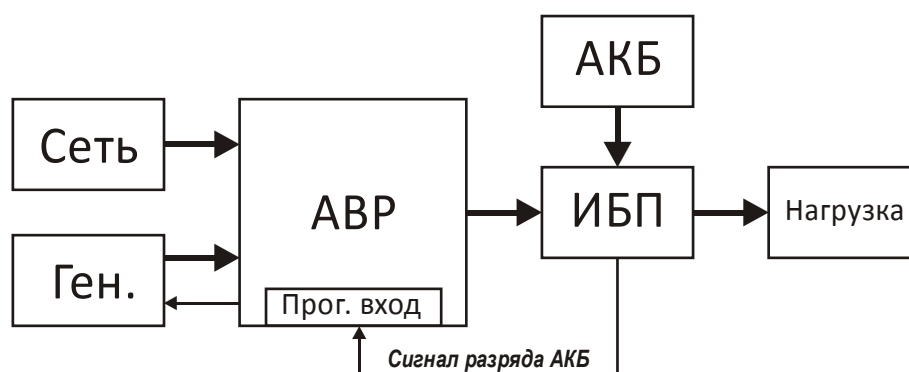 АКБ
Сеть
АВР
ИБП
Нагрузка
Ген.
Прог. вход
Сигнал разряда АКБ